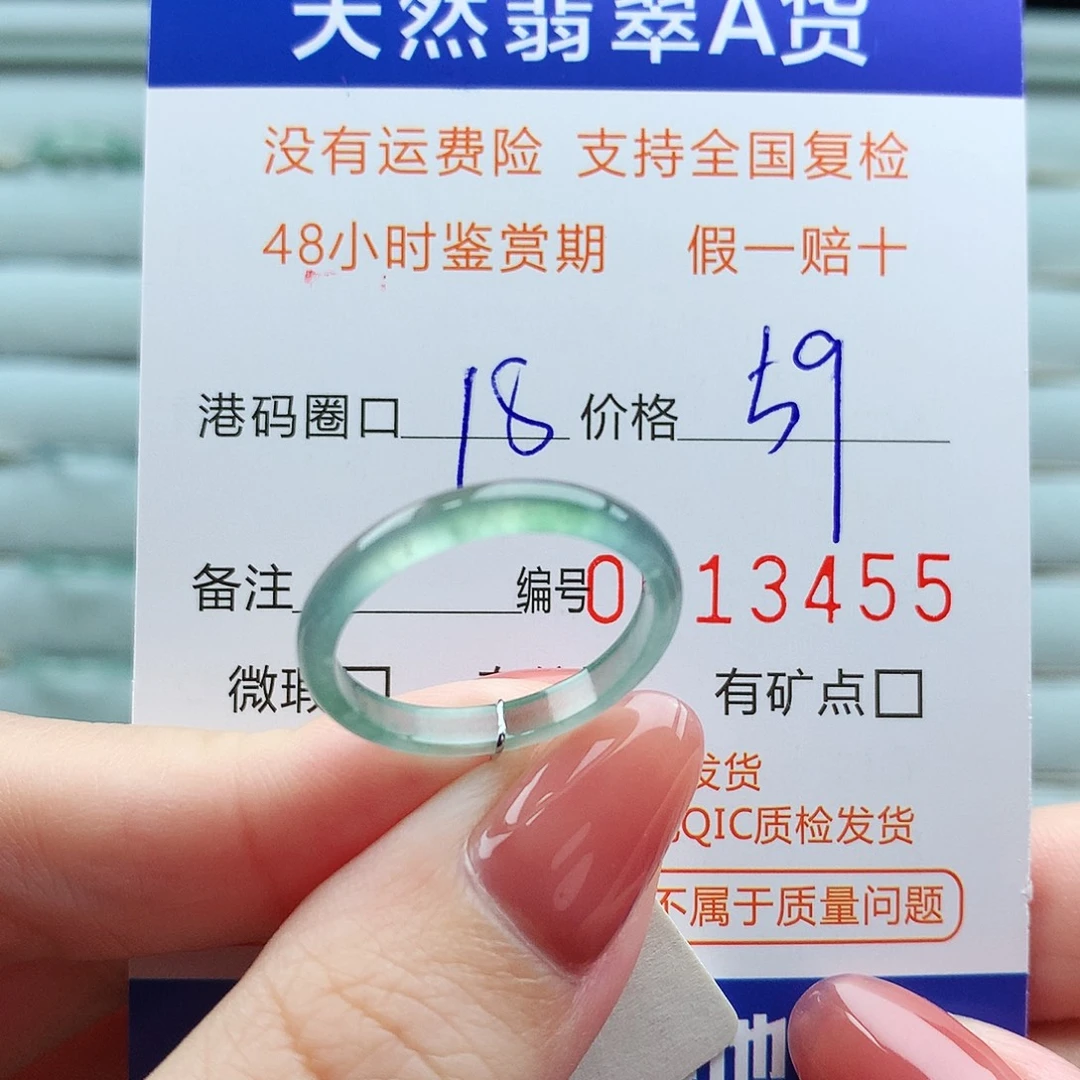 天然翡翠A货
没有运费险 支持全国复检
48小时鉴赏期 假一赔十
港码圈口 18 价格 59
备注 编号0 13455
微瑕 有矿点
发货
QIC质检发货
不属于质量问题